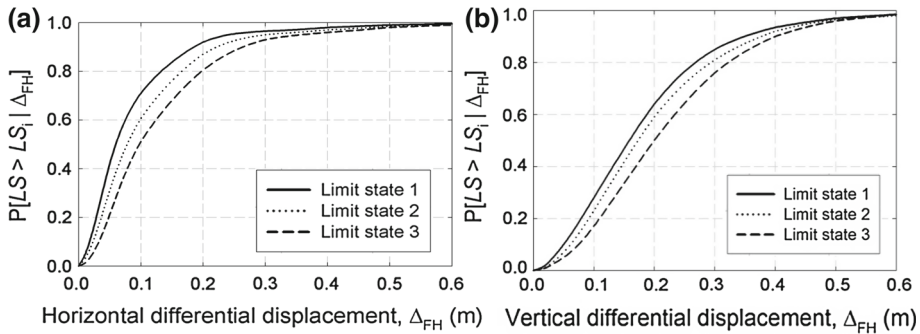 (a)
P[LS > LSi | ΔFH]
1.0
0.8
0.6
0.4
0.2
0.0
Limit state 1
Limit state 2
Limit state 3
0.0 0.1 0.2 0.3 0.4 0.5 0.6
Horizontal differential displacement, ΔFH (m)
(b)
P[LS > LSi | ΔFH]
1.0
0.8
0.6
0.4
0.2
0.0
Limit state 1
Limit state 2
Limit state 3
0.0 0.1 0.2 0.3 0.4 0.5 0.6
Vertical differential displacement, ΔFH (m)